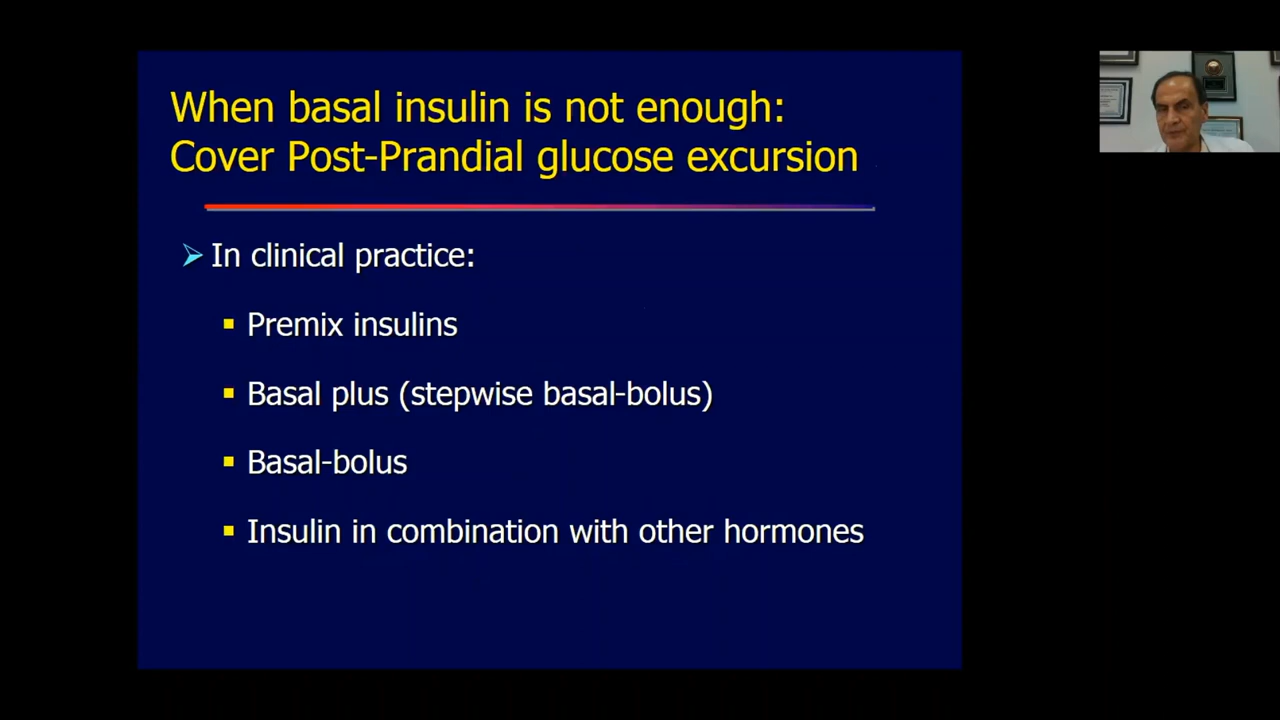 When basal insulin is not enough:
Cover Post-Prandial glucose excursion
In clinical practice:
Premix insulins
Basal plus (stepwise basal-bolus)
Basal-bolus
Insulin in combination with other hormones